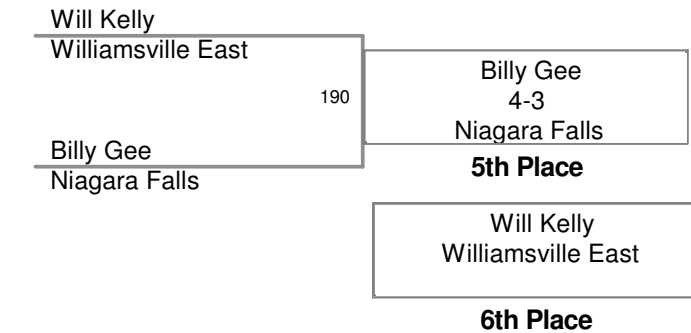 Will Kelly
Williamsville East
190
Billy Gee
Niagara Falls
Billy Gee
4-3
Niagara Falls
5th Place
Will Kelly
Williamsville East
6th Place